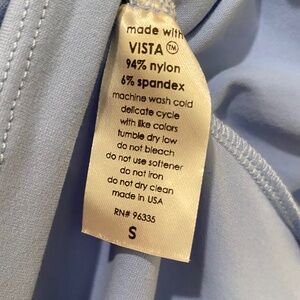 made with
VISTA™
94% nylon
6% spandex
machine wash cold
delicate cycle
with like colors
tumble dry low
do not bleach
do not use softener
do not iron
do not dry clean
made in USA
RN# 96335
S